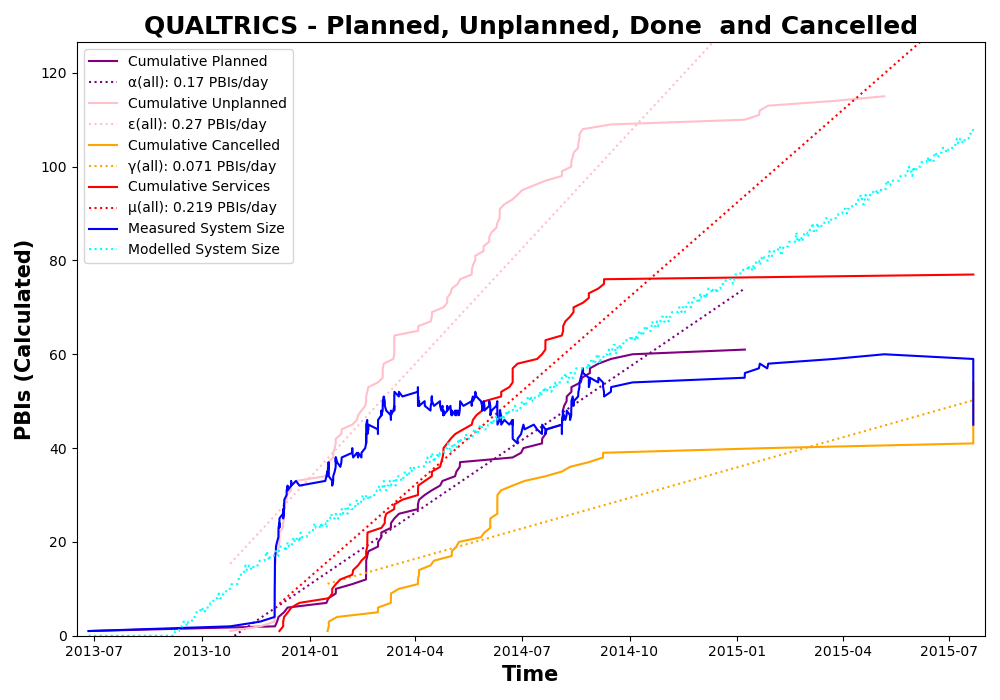 QUALTRICS - Planned, Unplanned, Done  and Cancelled
Cumulative Planned
α(all): 0.17 PBIs/day
Cumulative Unplanned
ε(all): 0.27 PBIs/day
Cumulative Cancelled
γ(all): 0.071 PBIs/day
Cumulative Services
μ(all): 0.219 PBIs/day
Measured System Size
Modelled System Size
PBIs (Calculated)
120
100
80
60
40
20
0
2013-07 2013-10 2014-01 2014-04 2014-07 2014-10 2015-01 2015-04 2015-07
Time